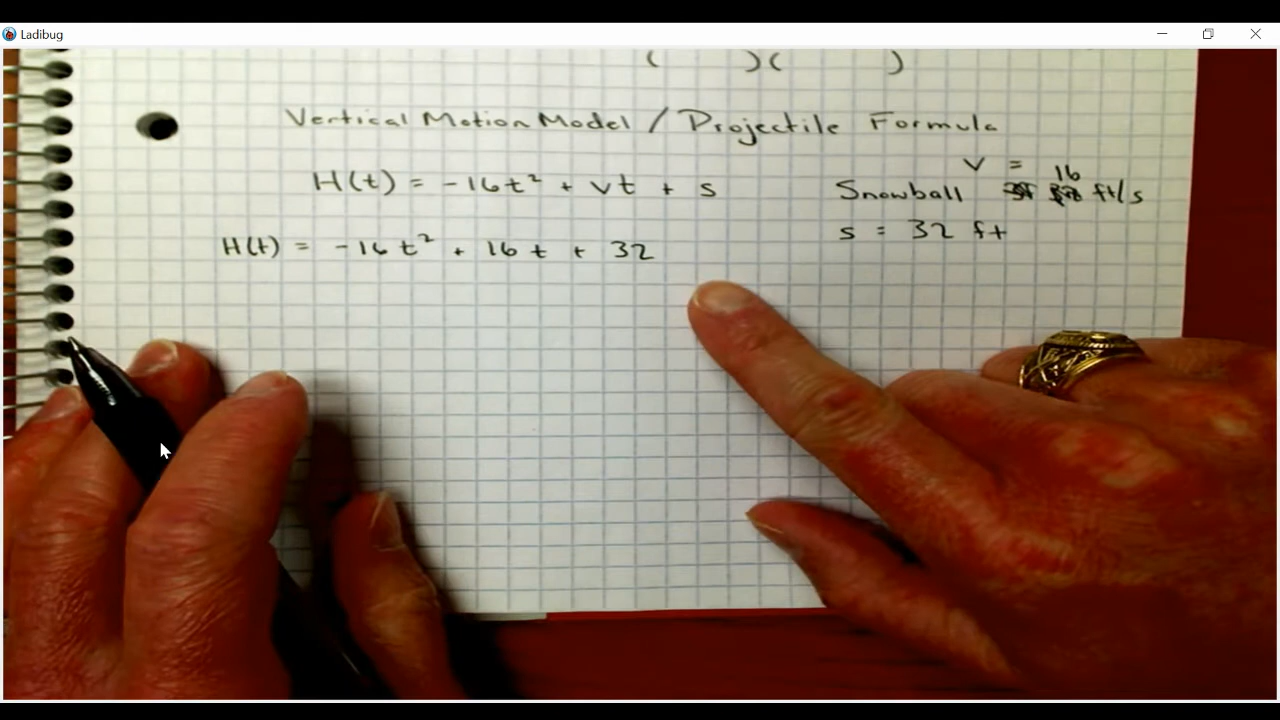 Ladibug
( )( )
Vertical Motion Model / Projectile Formula
H(t) = -16t² + vt + s
v = 16
Snowball ft/s
s = 32 ft
H(t) = -16t² + 16t + 32